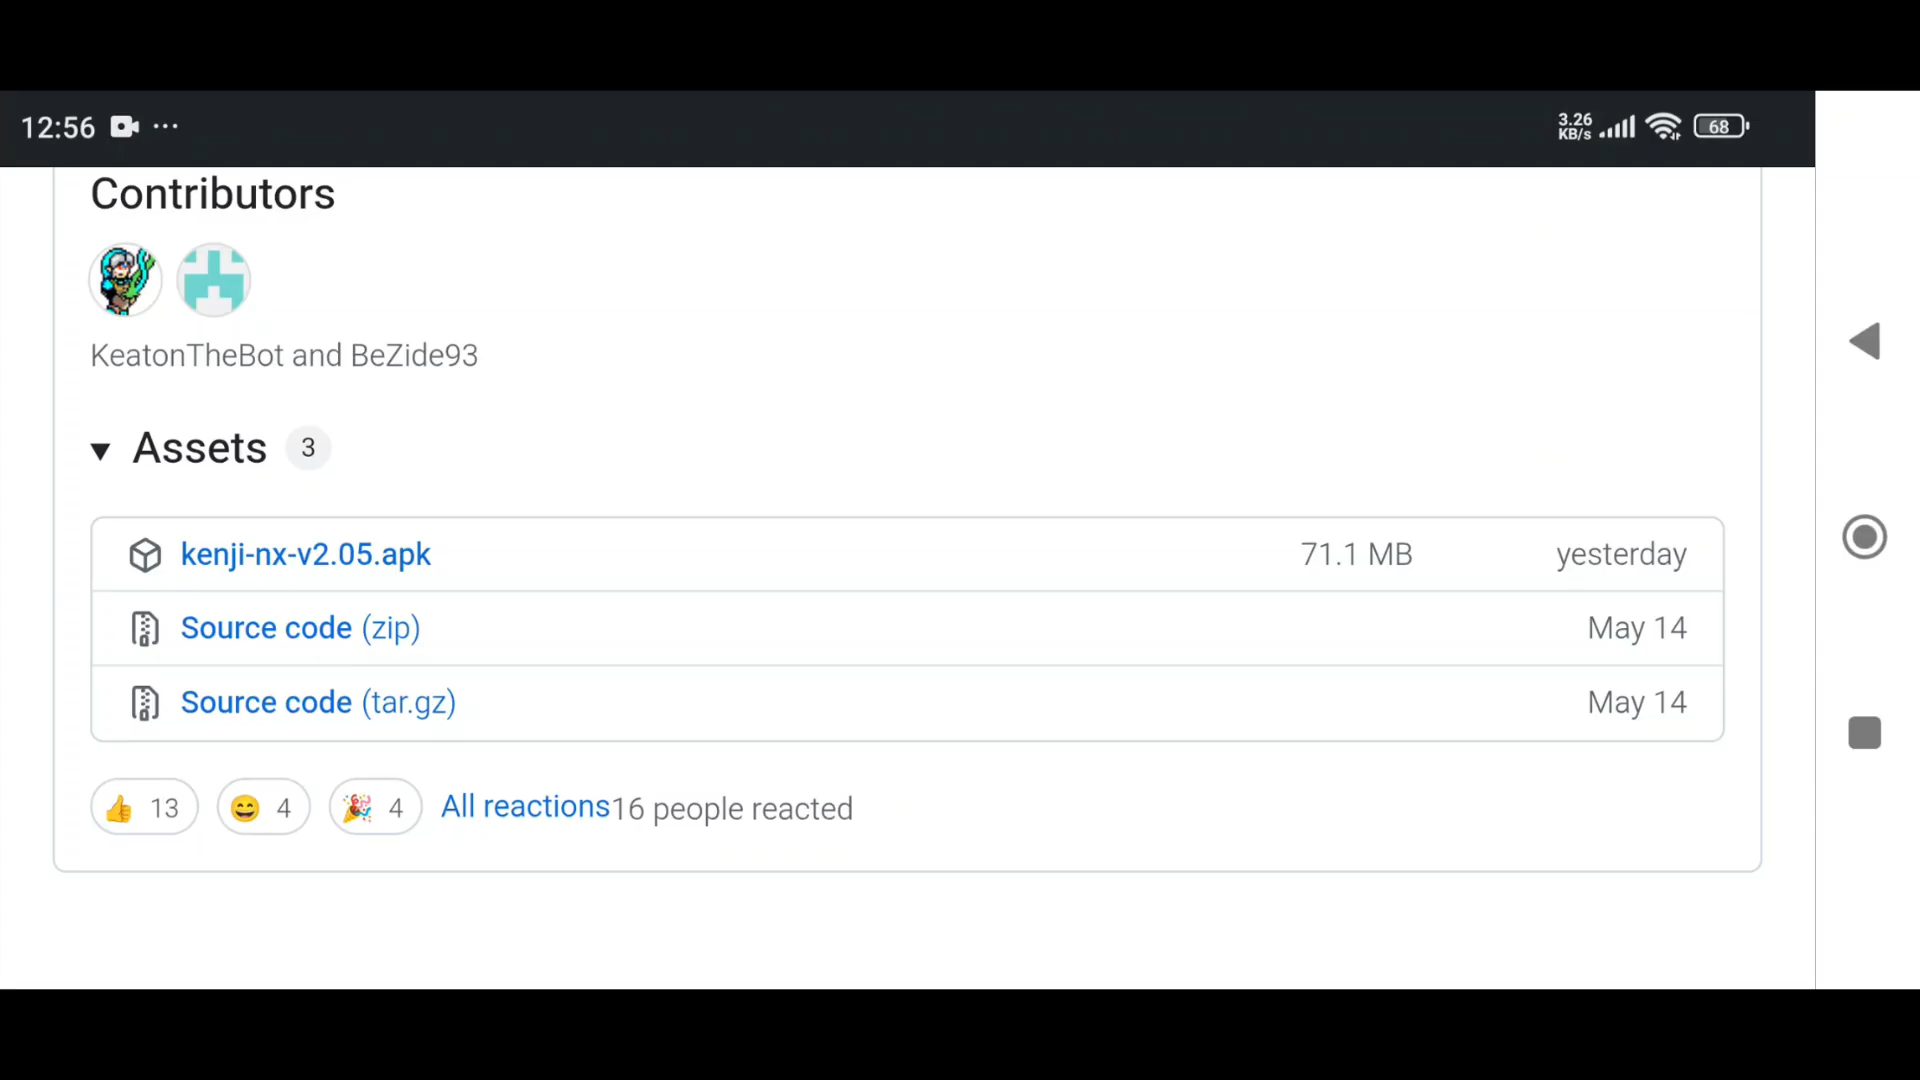 12:56 ... 3.26 KB/s 68
Contributors
KeatonTheBot and BeZide93
Assets 3
kenji-nx-v2.05.apk 71.1 MB yesterday
Source code (zip) May 14
Source code (tar.gz) May 14
👍 13 😄 4 🎉 4 All reactions 16 people reacted